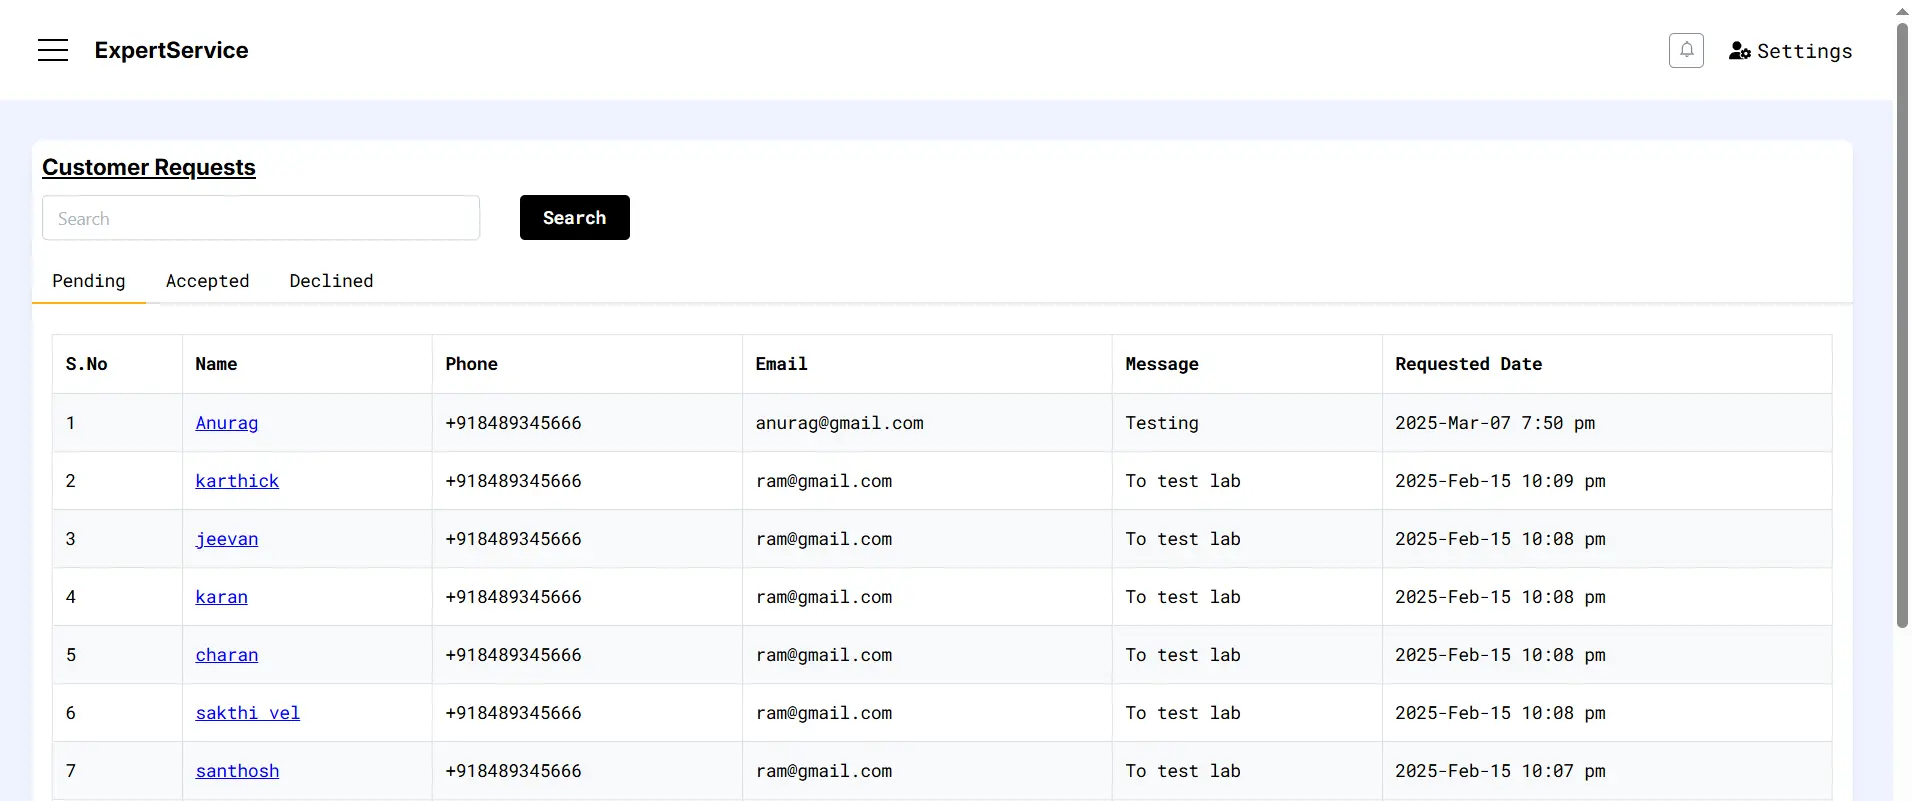 ExpertService
Settings
Customer Requests
Search
Search
Pending Accepted Declined
S.No Name Phone Email Message Requested Date
1 Anurag +918489345666 anurag@gmail.com Testing 2025-Mar-07 7:50 pm
2 karthick +918489345666 ram@gmail.com To test lab 2025-Feb-15 10:09 pm
3 jeevan +918489345666 ram@gmail.com To test lab 2025-Feb-15 10:08 pm
4 karan +918489345666 ram@gmail.com To test lab 2025-Feb-15 10:08 pm
5 charan +918489345666 ram@gmail.com To test lab 2025-Feb-15 10:08 pm
6 sakthi vel +918489345666 ram@gmail.com To test lab 2025-Feb-15 10:08 pm
7 santhosh +918489345666 ram@gmail.com To test lab 2025-Feb-15 10:07 pm